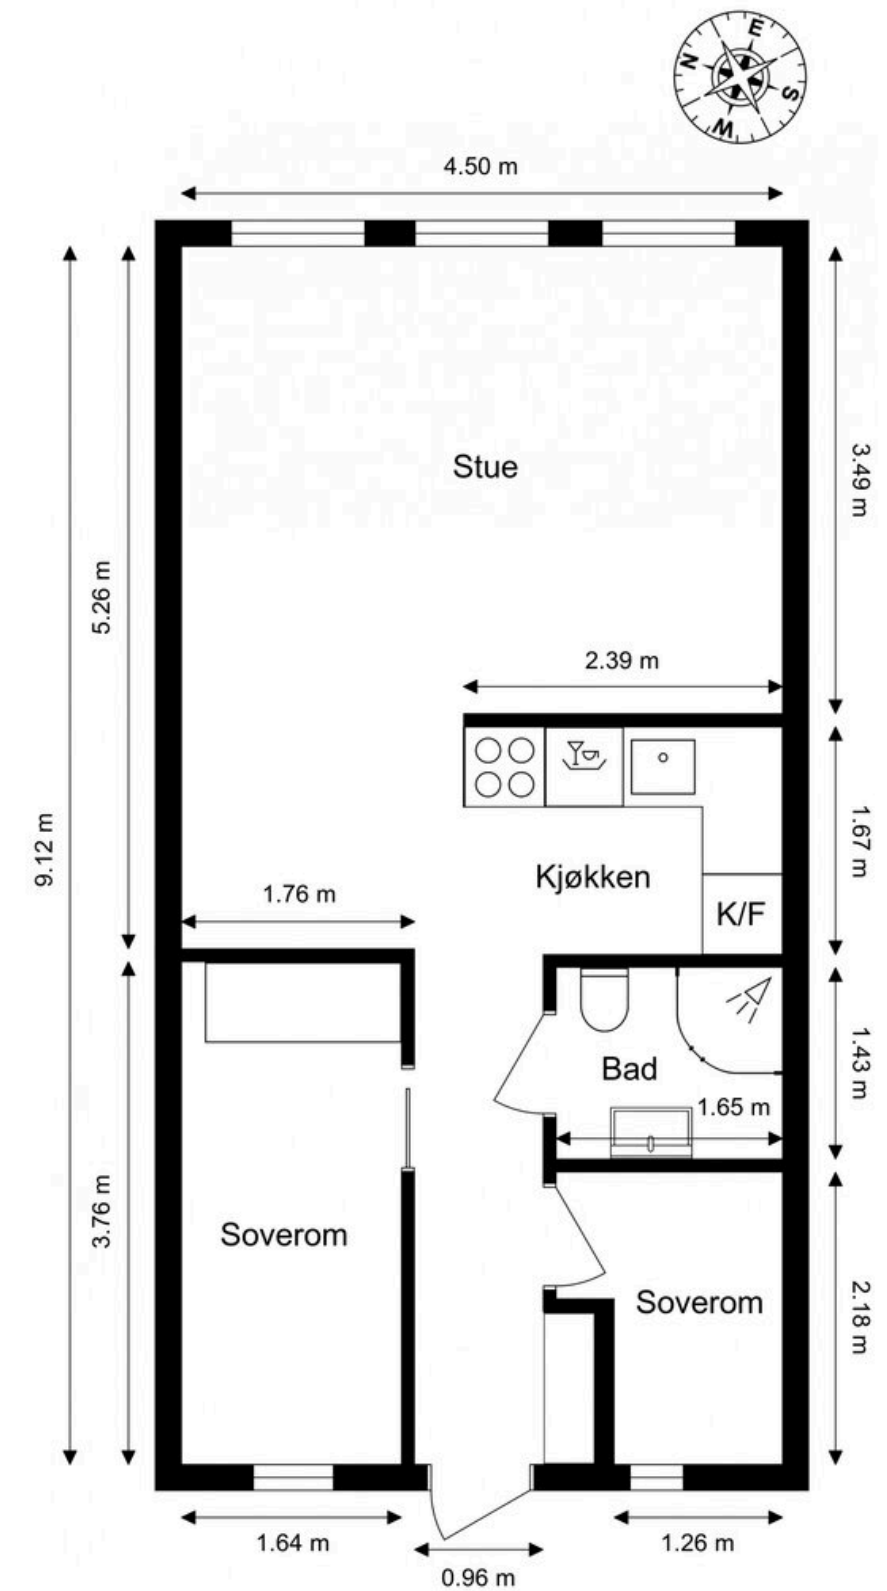 E
N
S
W
4.50 m
Stue
3.49 m
5.26 m
2.39 m
9.12 m
1.67 m
Kjøkken
1.76 m
K/F
Bad
1.43 m
1.65 m
3.76 m
Soverom
Soverom
2.18 m
1.64 m
1.26 m
0.96 m